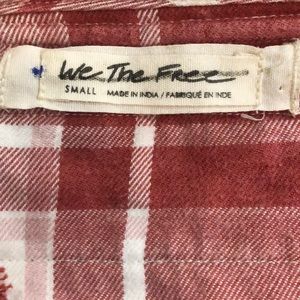 We The Free
SMALL MADE IN INDIA / FABRIQUÉ EN INDE